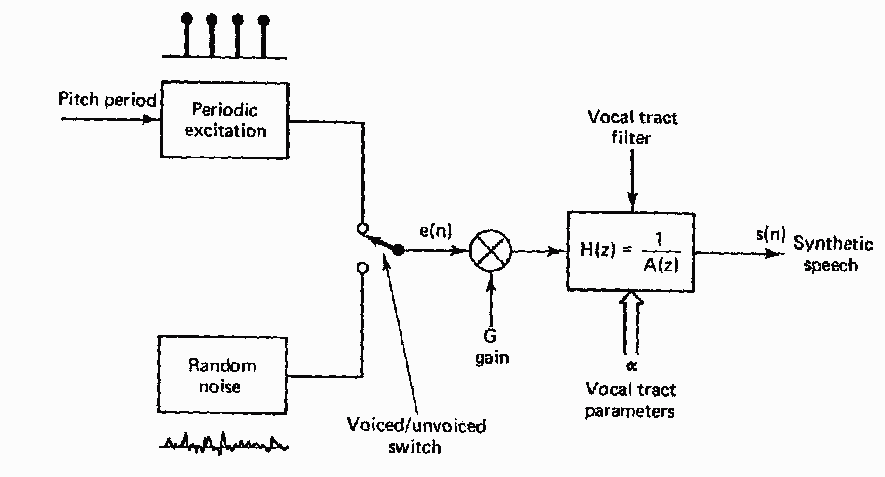 Pitch period
Periodic
excitation
Vocal tract
filter
e(n)
H(z) = 1
A(z)
s(n)
Synthetic
speech
G
gain
Random
noise
Voiced/unvoiced
switch
∝
Vocal tract
parameters